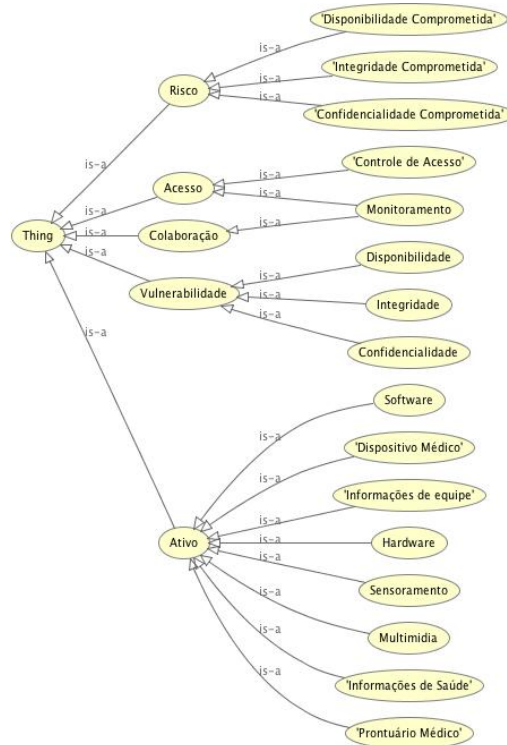 'Disponibilidade Comprometida'
is-a
'Integridade Comprometida'
is-a
Risco
is-a
'Confidencialidade Comprometida'
is-a
'Controle de Acesso'
is-a
Acesso
is-a
is-a
Monitoramento
Thing
is-a
Colaboração
is-a
is-a
Disponibilidade
is-a
Vulnerabilidade
is-a
Integridade
is-a
Confidencialidade
is-a
Software
is-a
'Dispositivo Médico'
is-a
'Informações de equipe'
is-a
Ativo
is-a
Hardware
is-a
Sensoramento
is-a
Multimidia
is-a
'Informações de Saúde'
is-a
'Prontuário Médico'